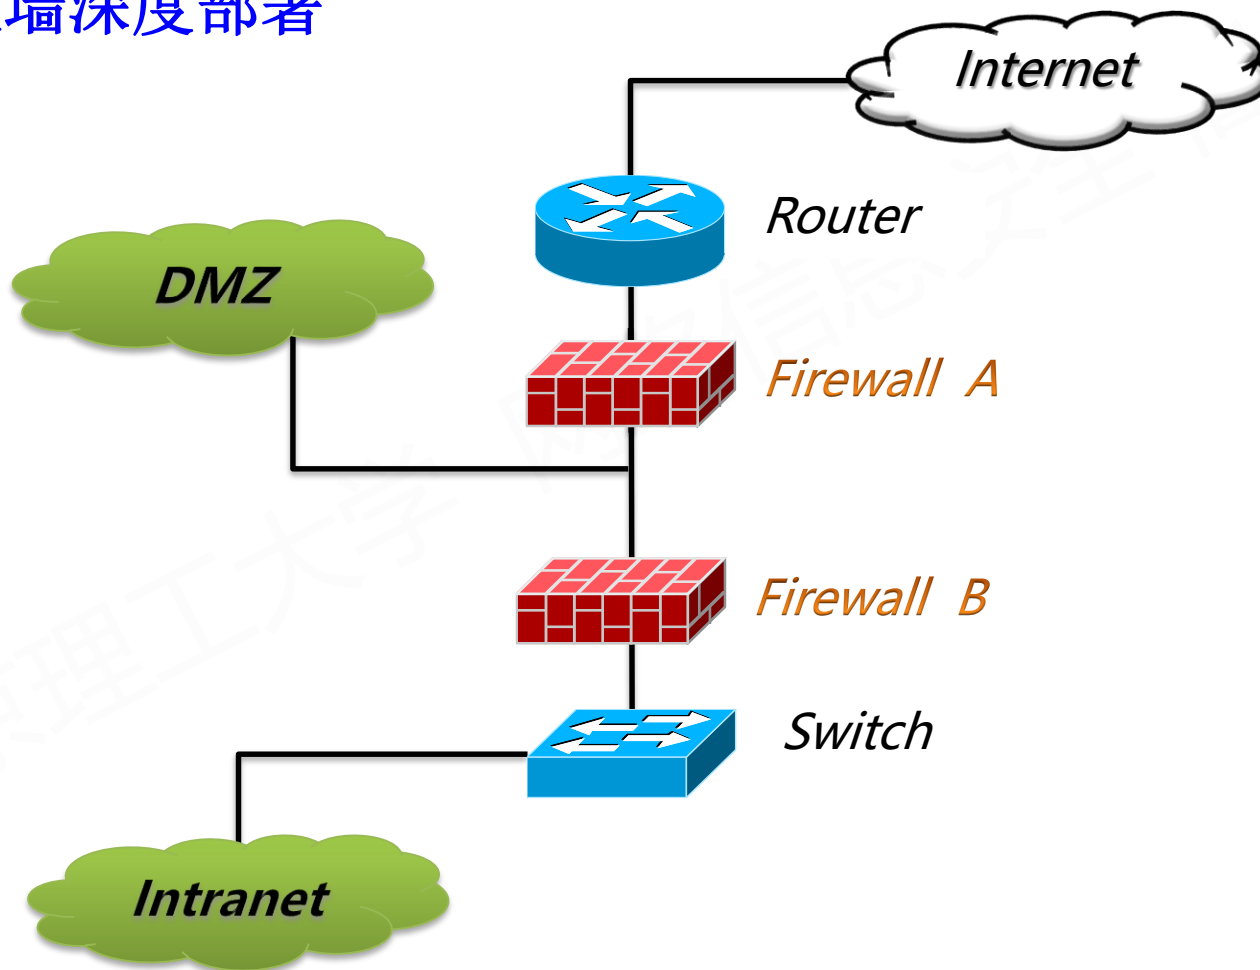 墙深度部署
Internet
Router
DMZ
Firewall A
Firewall B
Switch
Intranet